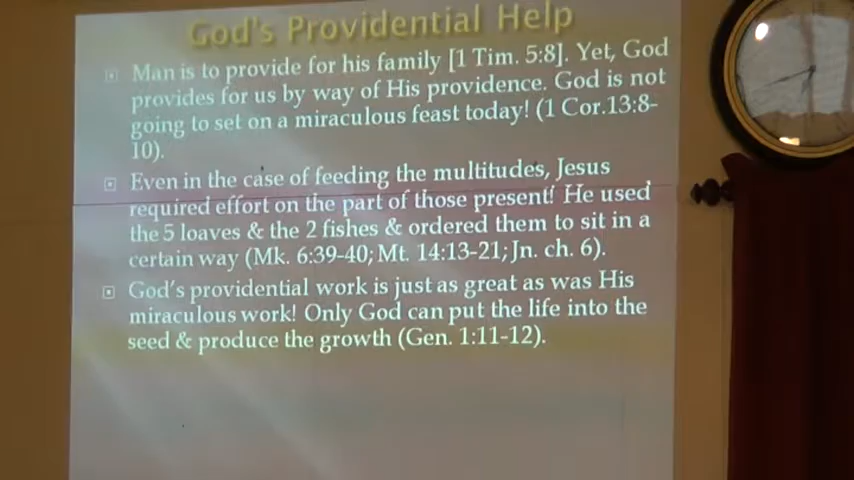 God's Providential Help
Man is to provide for his family [1 Tim. 5:8]. Yet, God
provides for us by way of His providence. God is not
going to set on a miraculous feast today! (1 Cor.13:8-
10).
Even in the case of feeding the multitudes, Jesus
required effort on the part of those present! He used
the 5 loaves & the 2 fishes & ordered them to sit in a
certain way (Mk. 6:39-40; Mt. 14:13-21; Jn. ch. 6).
God's providential work is just as great as was His
miraculous work! Only God can put the life into the
seed & produce the growth (Gen. 1:11-12).